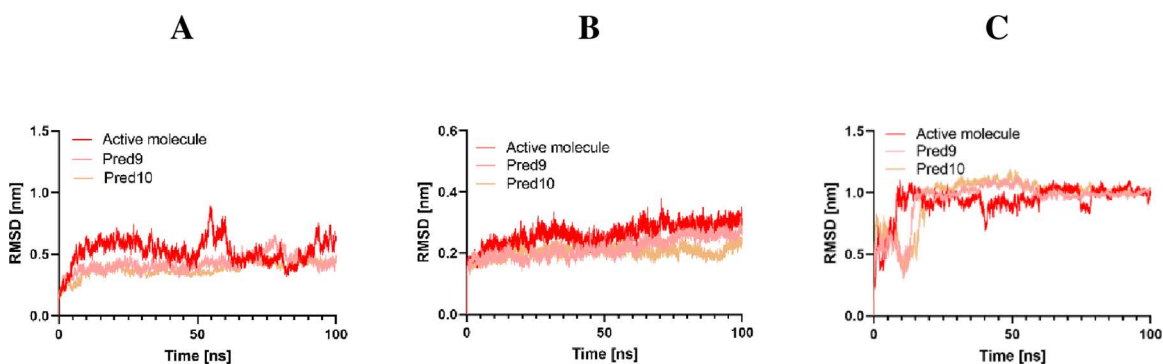 A
B
C
1.5
1.0
0.5
0.0
RMSD [nm]
Active molecule
Pred9
Pred10
0
50
100
Time [ns]
0.6
0.4
0.2
0.0
RMSD [nm]
Active molecule
Pred9
Pred10
0
50
100
Time [ns]
1.5
1.0
0.5
0.0
RMSD [nm]
Active molecule
Pred9
Pred10
0
50
100
Time [ns]